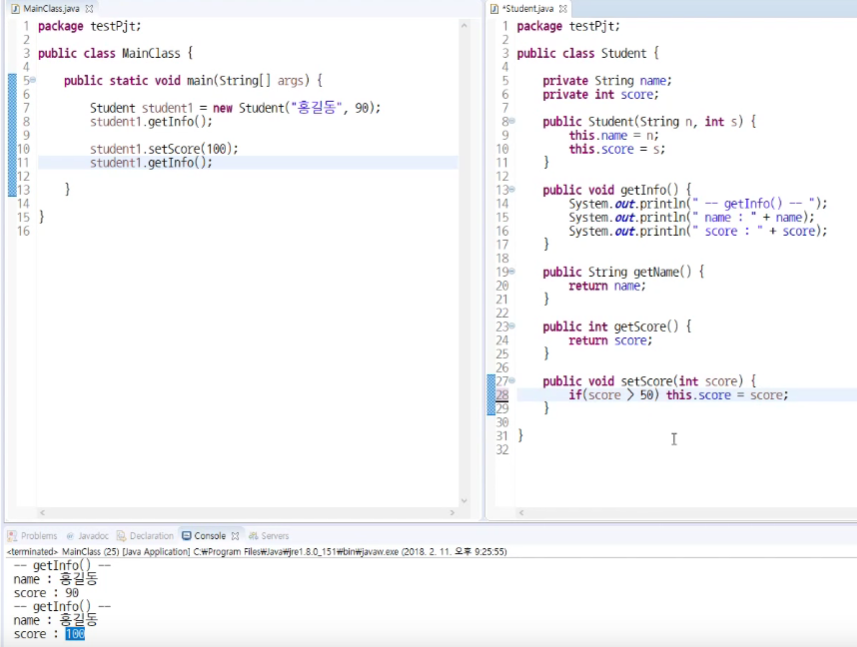 MainClass.java
1 package testPjt;
2
3 public class MainClass {
4
5 public static void main(String[] args) {
6
7 Student student1 = new Student("홍길동", 90);
8 student1.getInfo();
9
10 student1.setScore(100);
11 student1.getInfo();
12
13 }
14
15 }
16
*Student.java
1 package testPjt;
2
3 public class Student {
4
5 private String name;
6 private int score;
7
8 public Student(String n, int s) {
9 this.name = n;
10 this.score = s;
11 }
12
13 public void getInfo() {
14 System.out.println(" -- getInfo() -- ");
15 System.out.println(" name : " + name);
16 System.out.println(" score : " + score);
17 }
18
19 public String getName() {
20 return name;
21 }
22
23 public int getScore() {
24 return score;
25 }
26
27 public void setScore(int score) {
28 if(score > 50) this.score = score;
29 }
30
31 }
32
Problems Javadoc Declaration Console Servers
<terminated> MainClass (25) [Java Application] C:₩Program Files₩Java₩jre1.8.0_151₩bin₩javaw.exe (2018. 2. 11. 오후 9:25:55)
-- getInfo() --
name : 홍길동
score : 90
-- getInfo() --
name : 홍길동
score : 100